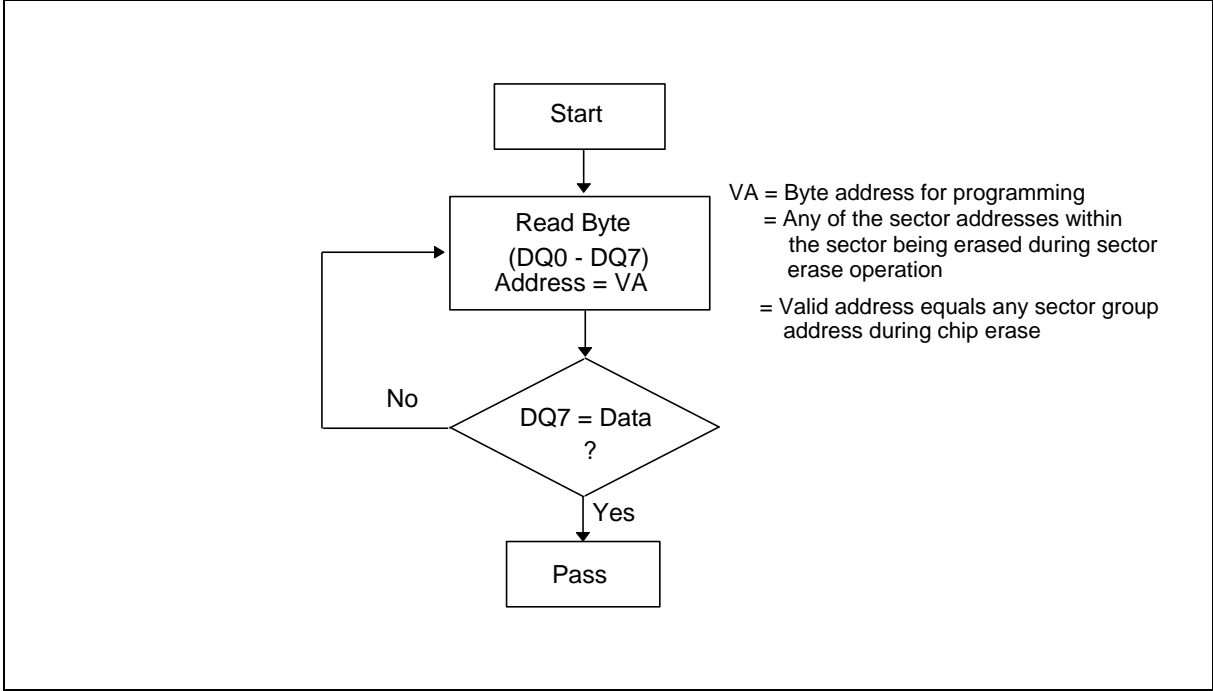 Start
Read Byte
(DQ0 - DQ7)
Address = VA
VA = Byte address for programming
= Any of the sector addresses within
the sector being erased during sector
erase operation
= Valid address equals any sector group
address during chip erase
No
DQ7 = Data
?
Yes
Pass